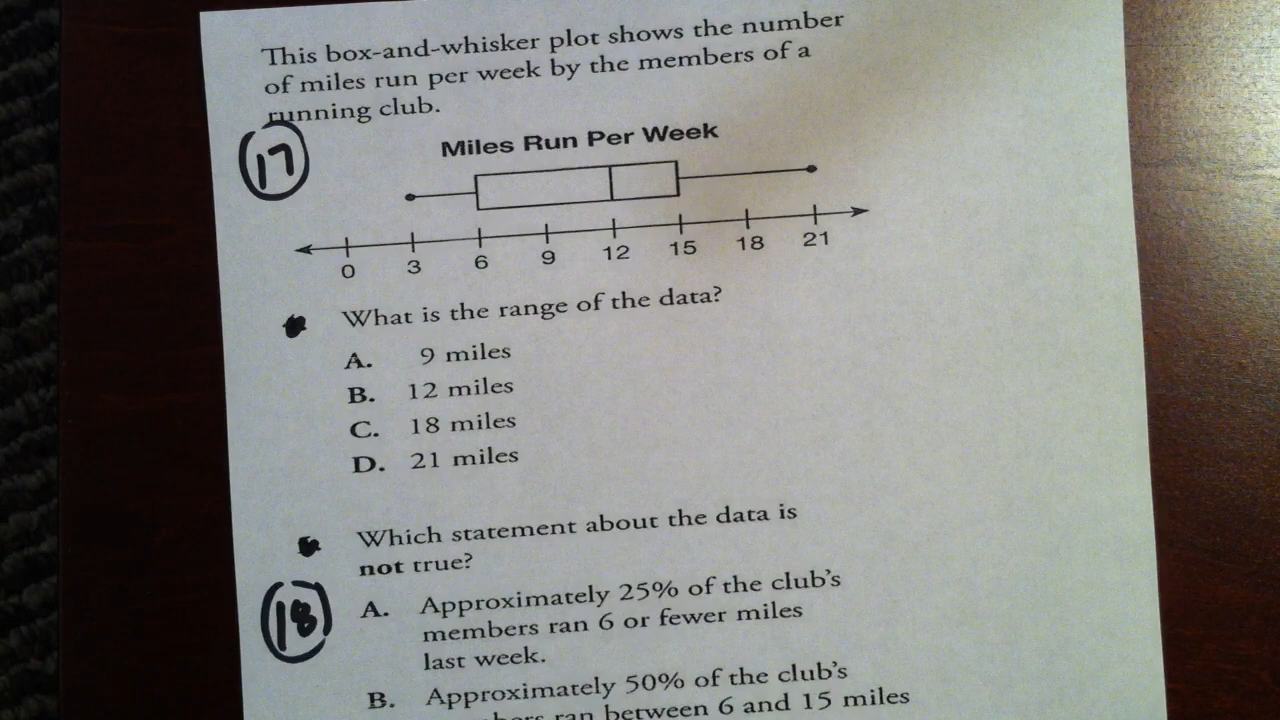 This box-and-whisker plot shows the number
of miles run per week by the members of a
running club.
17
Miles Run Per Week
0 3 6 9 12 15 18 21
What is the range of the data?
A. 9 miles
B. 12 miles
C. 18 miles
D. 21 miles
Which statement about the data is
not true?
18
A. Approximately 25% of the club's
members ran 6 or fewer miles
last week.
B. Approximately 50% of the club's
ran between 6 and 15 miles